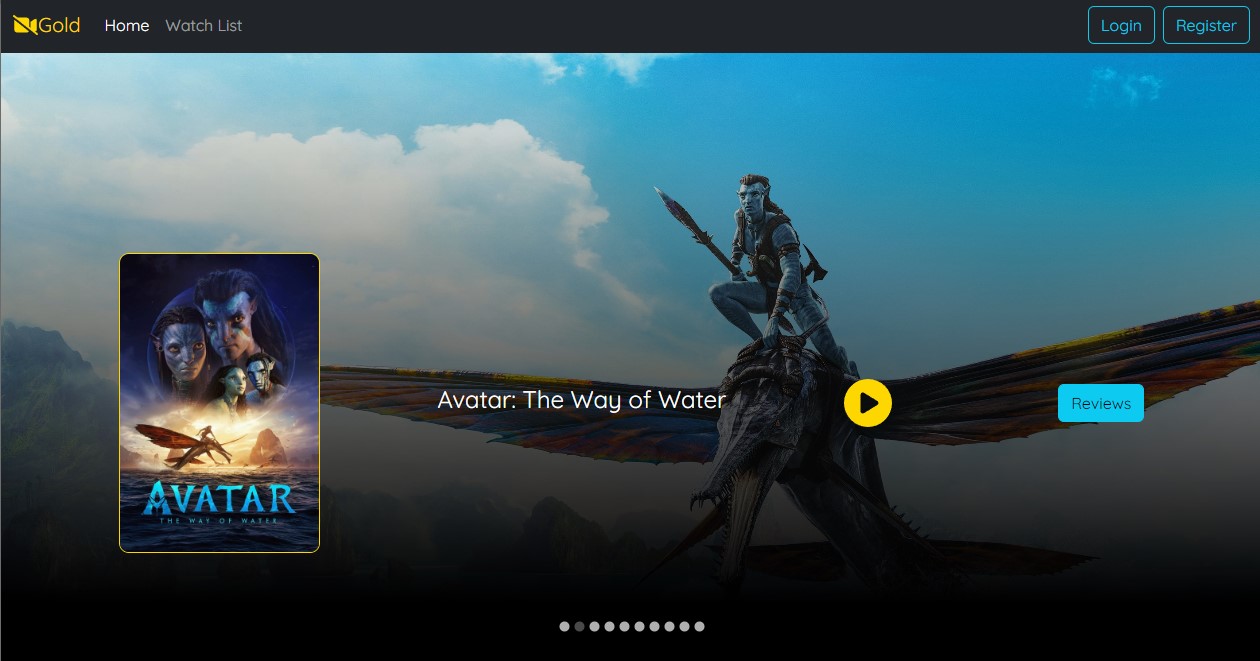 Gold Home Watch List Login Register
Avatar: The Way of Water
Reviews
AVATAR
THE WAY OF WATER